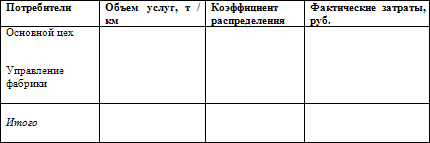 Потребители Объем услуг, т / Коэффициент Фактические затраты,
км распределения руб.
Основной цех
Управление
фабрики
Итого